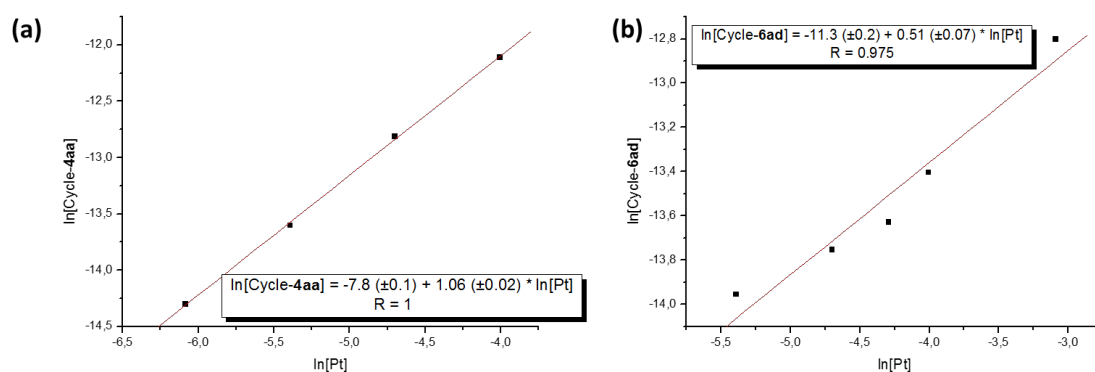 (a)
-12,0
-12,5
-13,0
-13,5
-14,0
-14,5
ln[Cycle-4aa]
ln[Cycle-4aa] = -7.8 (±0.1) + 1.06 (±0.02) * ln[Pt]
R = 1
-6,5 -6,0 -5,5 -5,0 -4,5 -4,0
ln[Pt]
(b)
ln[Cycle-6ad] = -11.3 (±0.2) + 0.51 (±0.07) * ln[Pt]
R = 0.975
-12,8
-13,0
-13,2
-13,4
-13,6
-13,8
-14,0
ln[Cycle-6ad]
-5,5 -5,0 -4,5 -4,0 -3,5 -3,0
ln[Pt]